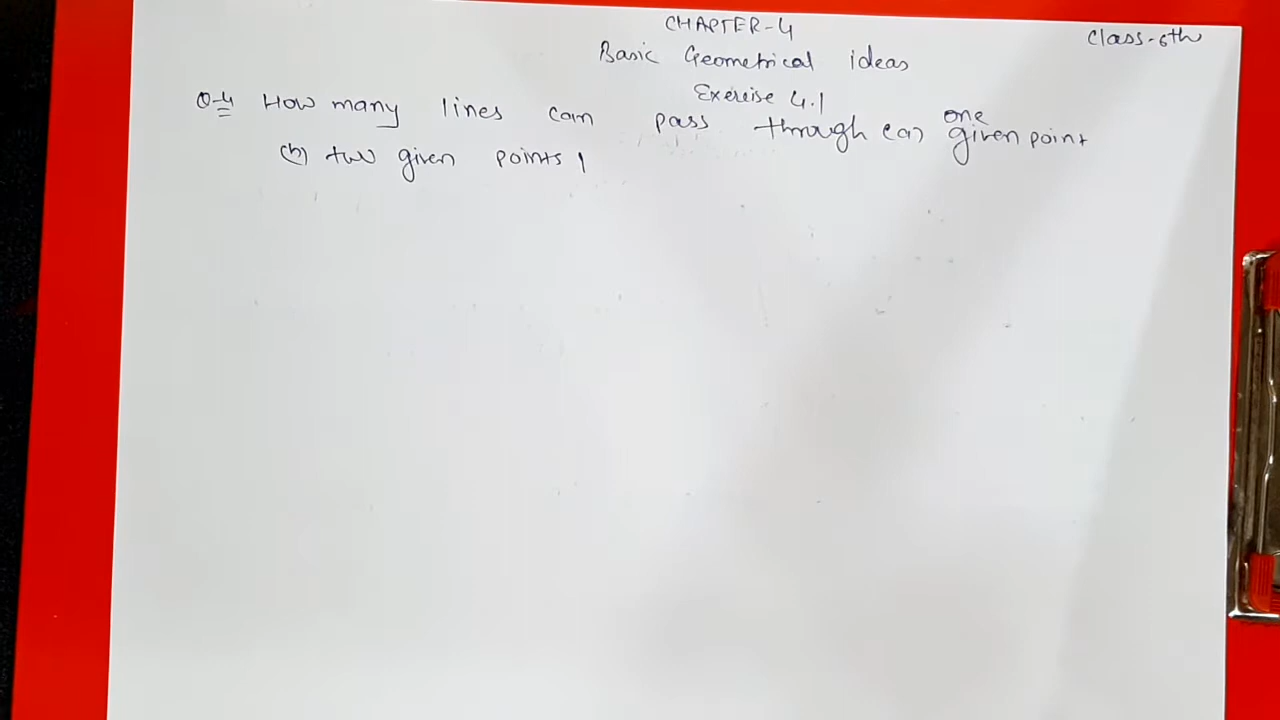 CHAPTER-4
Class-6th
Basic Geometrical ideas
Exercise 4.1
Q-4 How many lines can pass through (a) one given point
(b) two given points